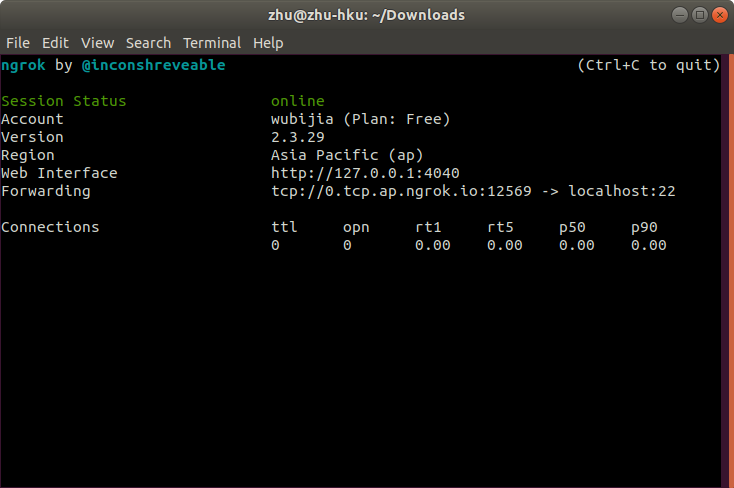 zhu@zhu-hku: ~/Downloads
File Edit View Search Terminal Help
ngrok by @inconshreveable (Ctrl+C to quit)
Session Status online
Account wubijia (Plan: Free)
Version 2.3.29
Region Asia Pacific (ap)
Web Interface http://127.0.0.1:4040
Forwarding tcp://0.tcp.ap.ngrok.io:12569 -> localhost:22
Connections ttl opn rt1 rt5 p50 p90
0 0 0.00 0.00 0.00 0.00